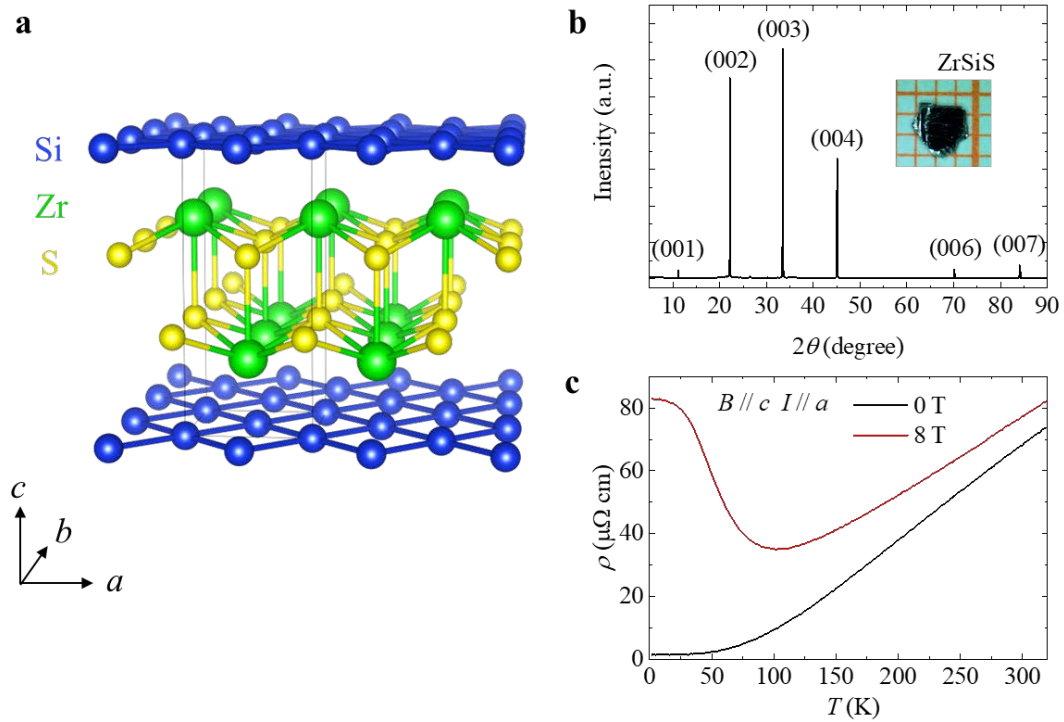 a
Si
Zr
S
c
b
a
b
Inensity (a.u.)
(001)
(002)
(003)
(004)
(006)
(007)
ZrSiS
10 20 30 40 50 60 70 80 90
2θ (degree)
c
B // c I // a
0 T
8 T
ρ (μΩ cm)
80
60
40
20
0
0 50 100 150 200 250 300
T (K)